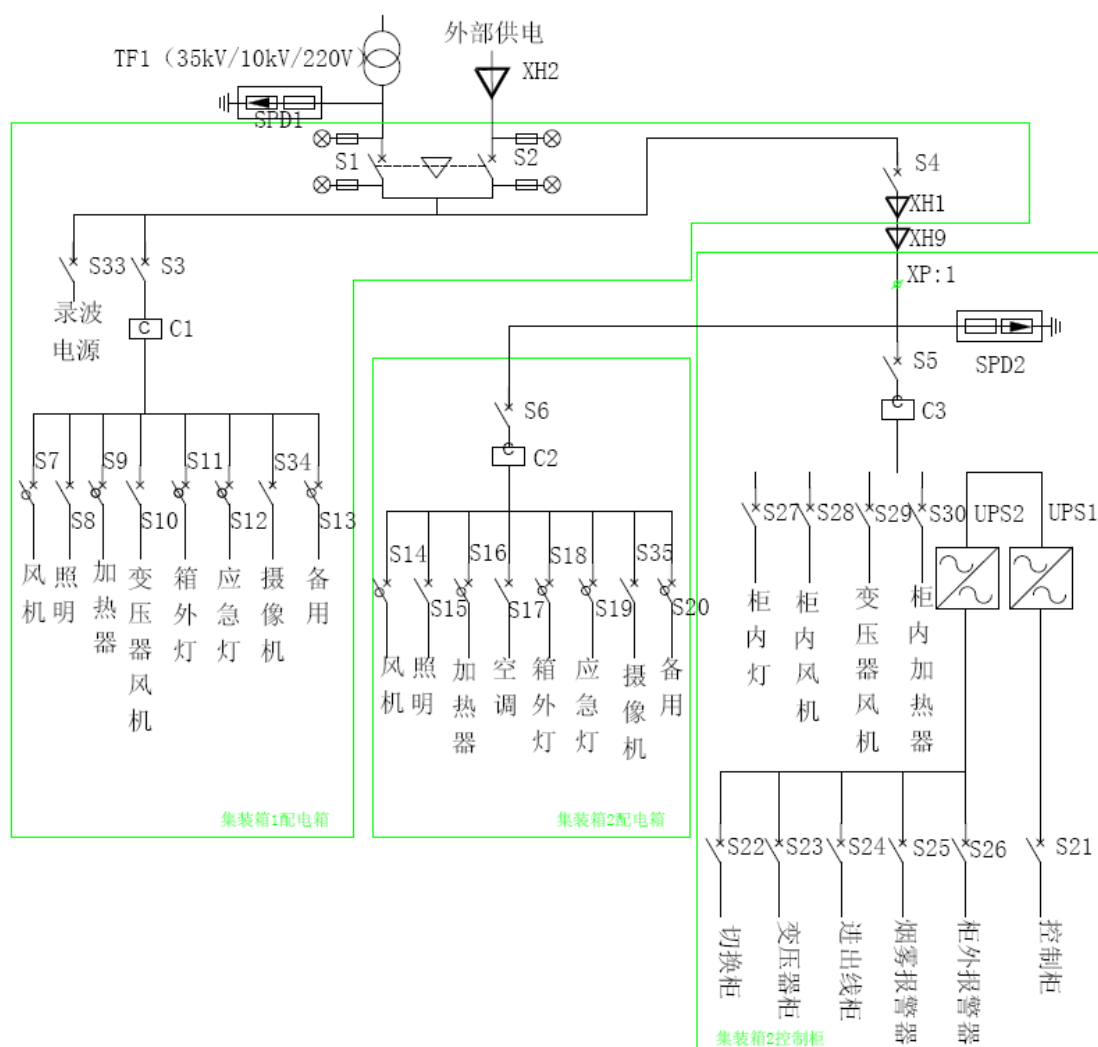 外部供电
TF1（35kV/10kV/220V）
XH2
SPD1
S1
S2
S4
XH1
XH9
XP:1
S33
S3
录波
电源
C
C1
SPD2
S5
C
C3
S6
C
C2
S7
S9
S11
S34
S8
S10
S12
S13
风机
照明
加热器
变压器风机
箱外灯
应急灯
摄像机
备用
S14
S16
S18
S35
S15
S17
S19
S20
风机
照明
加热器
空调
箱外灯
应急灯
摄像机
备用
S27
S28
S29
S30
UPS2
UPS1
柜内灯
柜内风机
变压器风机
柜内加热器
集装箱1配电箱
集装箱2配电箱
S22
S23
S24
S25
S26
S21
切换柜
变压器柜
进出线柜
烟雾报警器
柜外报警器
控制柜
集装箱2控制柜